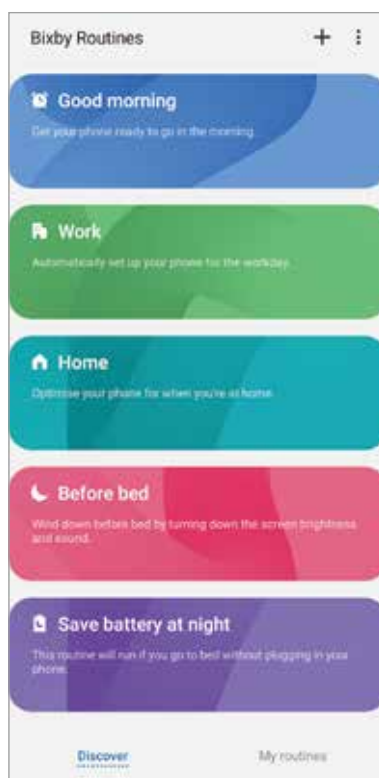 Bixby Routines
Good morning
Get your phone ready to go in the morning.
Work
Automatically set up your phone for the workday.
Home
Optimise your phone for when you're at home.
Before bed
Wind down before bed by turning down the screen brightness
and sound.
Save battery at night
This routine will run if you go to bed without plugging in your
phone.
Discover
My routines